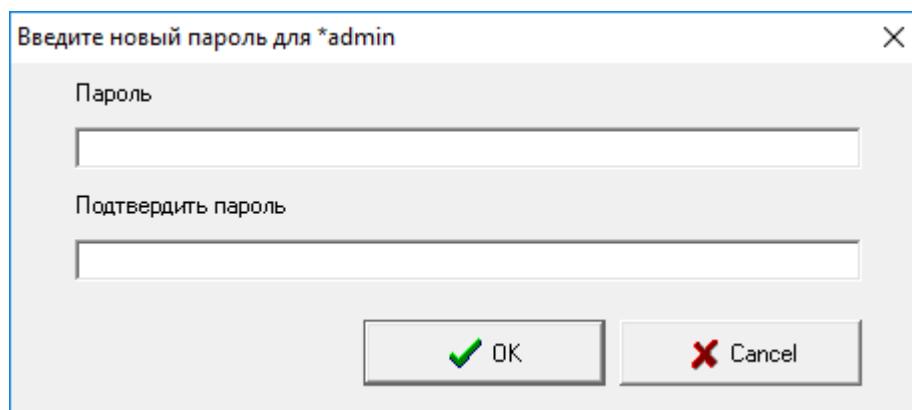 Введите новый пароль для *admin
Пароль
Подтвердить пароль
OK
Cancel